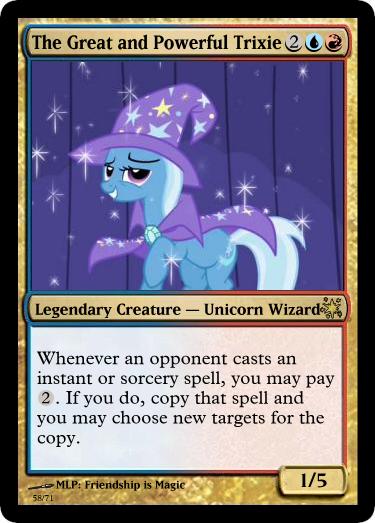 The Great and Powerful Trixie 2
Legendary Creature — Unicorn Wizard
Whenever an opponent casts an
instant or sorcery spell, you may pay
2. If you do, copy that spell and
you may choose new targets for the
copy.
MLP: Friendship is Magic
1/5
58/71